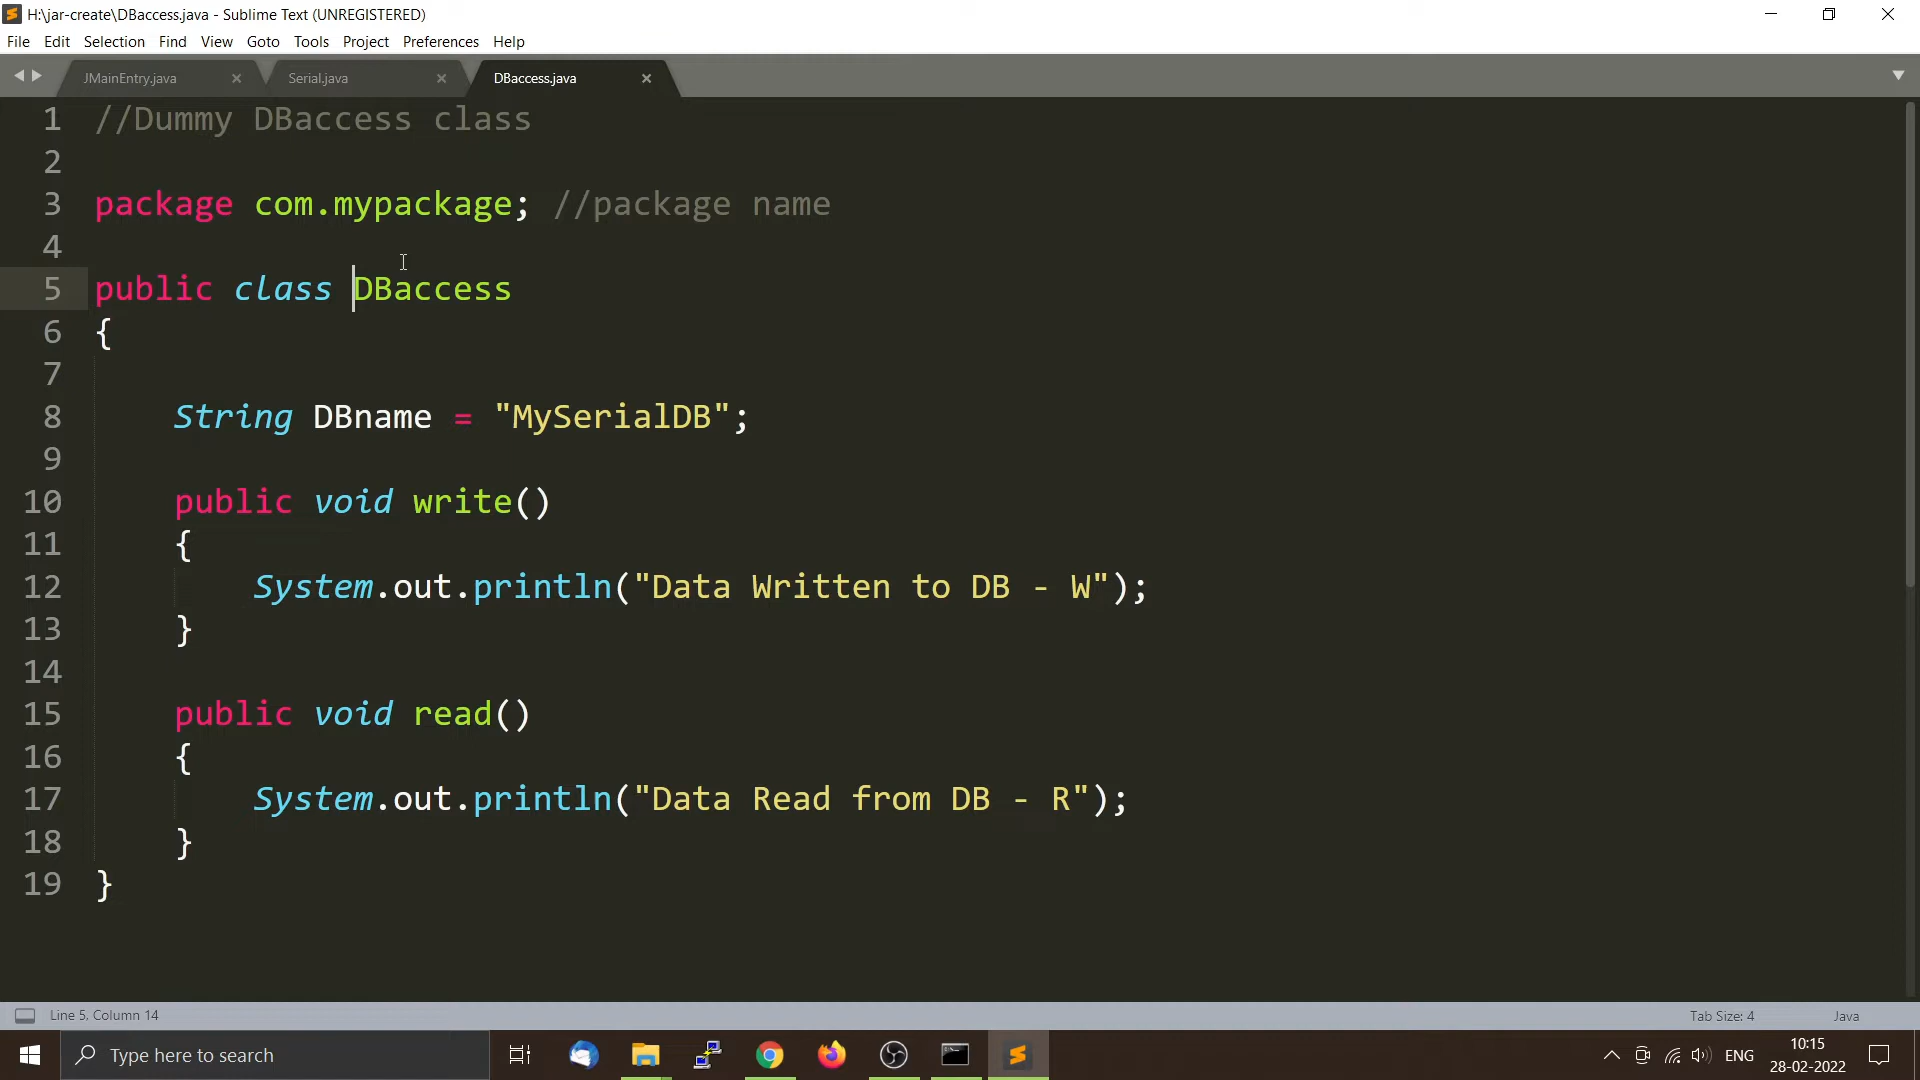 H:\jar-create\DBaccess.java - Sublime Text (UNREGISTERED)
File Edit Selection Find View Goto Tools Project Preferences Help
JMainEntry.java × Serial.java × DBaccess.java ×
1 //Dummy DBaccess class
2
3 package com.mypackage; //package name
4
5 public class DBaccess
6 {
7
8 String DBname = "MySerialDB";
9
10 public void write()
11 {
12 System.out.println("Data Written to DB - W");
13 }
14
15 public void read()
16 {
17 System.out.println("Data Read from DB - R");
18 }
19 }
Line 5, Column 14 Tab Size: 4 Java
Type here to search ENG 10:15
28-02-2022